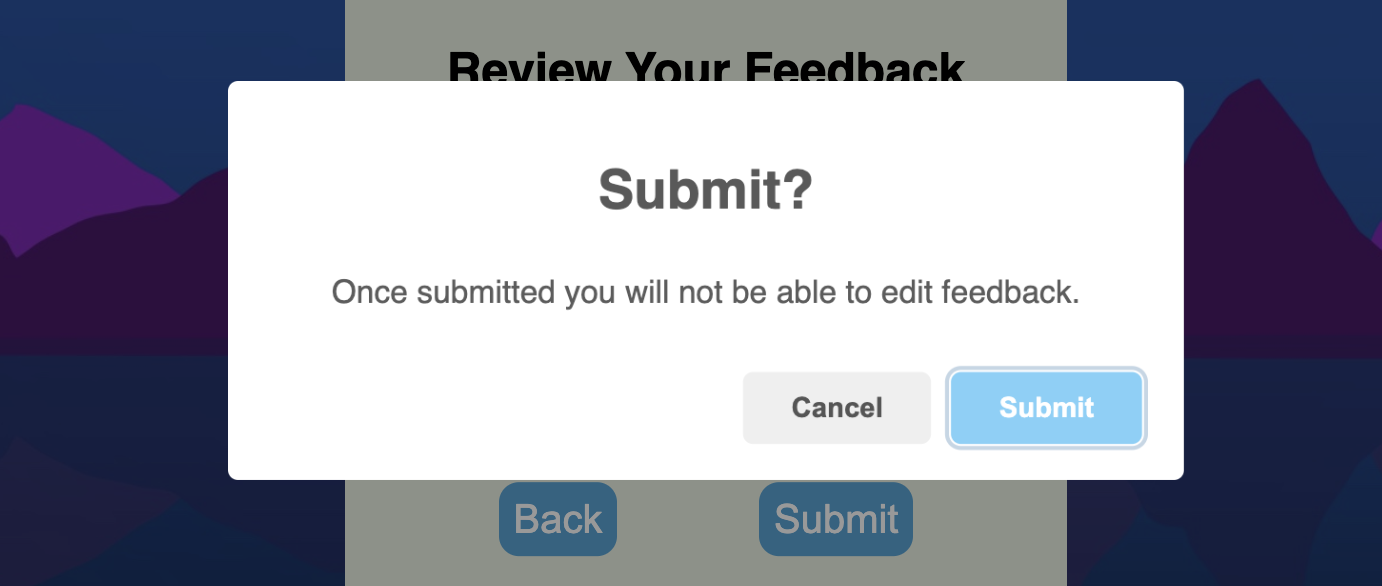 Review Your Feedback
Submit?
Once submitted you will not be able to edit feedback.
Cancel
Submit
Back
Submit